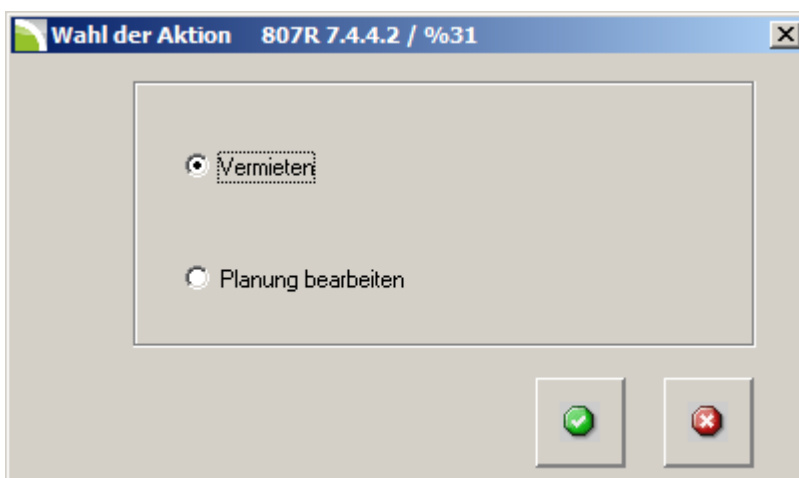 Wahl der Aktion 807R 7.4.4.2 / %31
Vermieten
Planung bearbeiten